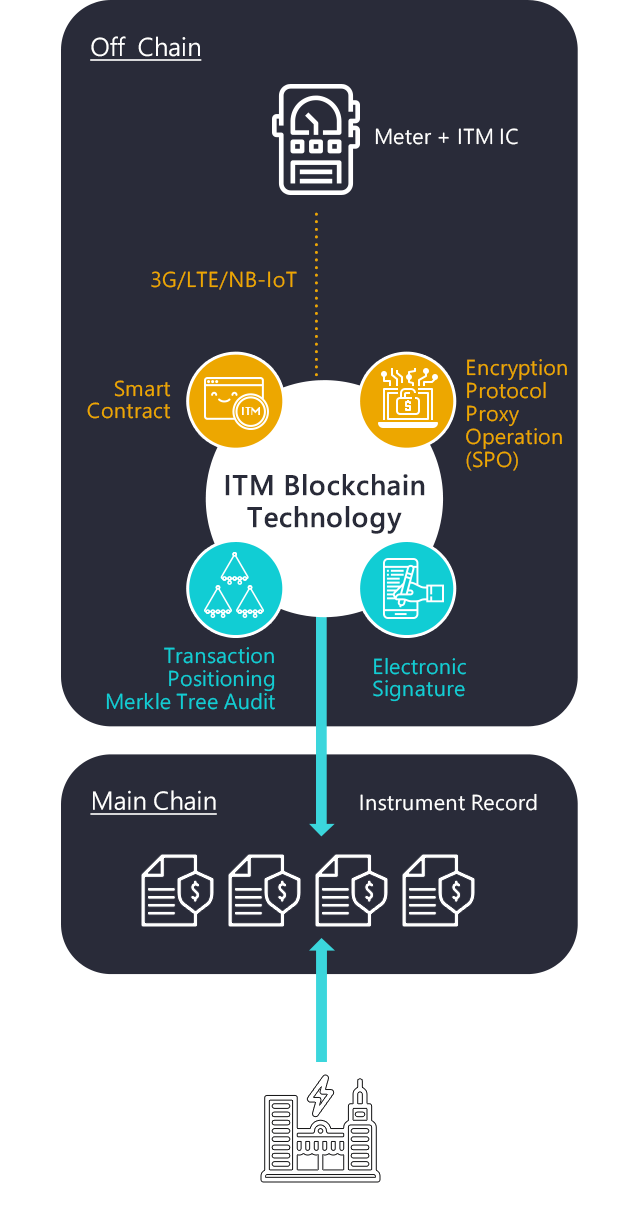 Off Chain
Meter + ITM IC
3G/LTE/NB-IoT
Smart
Contract
ITM
Encryption
Protocol
Proxy
Operation
(SPO)
ITM Blockchain
Technology
Transaction
Positioning
Merkle Tree Audit
Electronic
Signature
Main Chain
Instrument Record
$
$
$
$
$